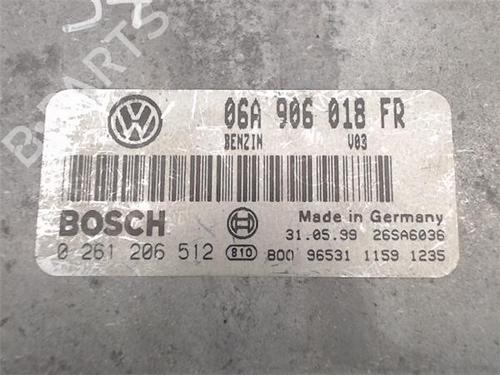 06A 906 018 FR
BENZIN V03
BOSCH
Made in Germany
0 261 206 512
810
31.05.99 26SA6036
800 96531 1159 1235